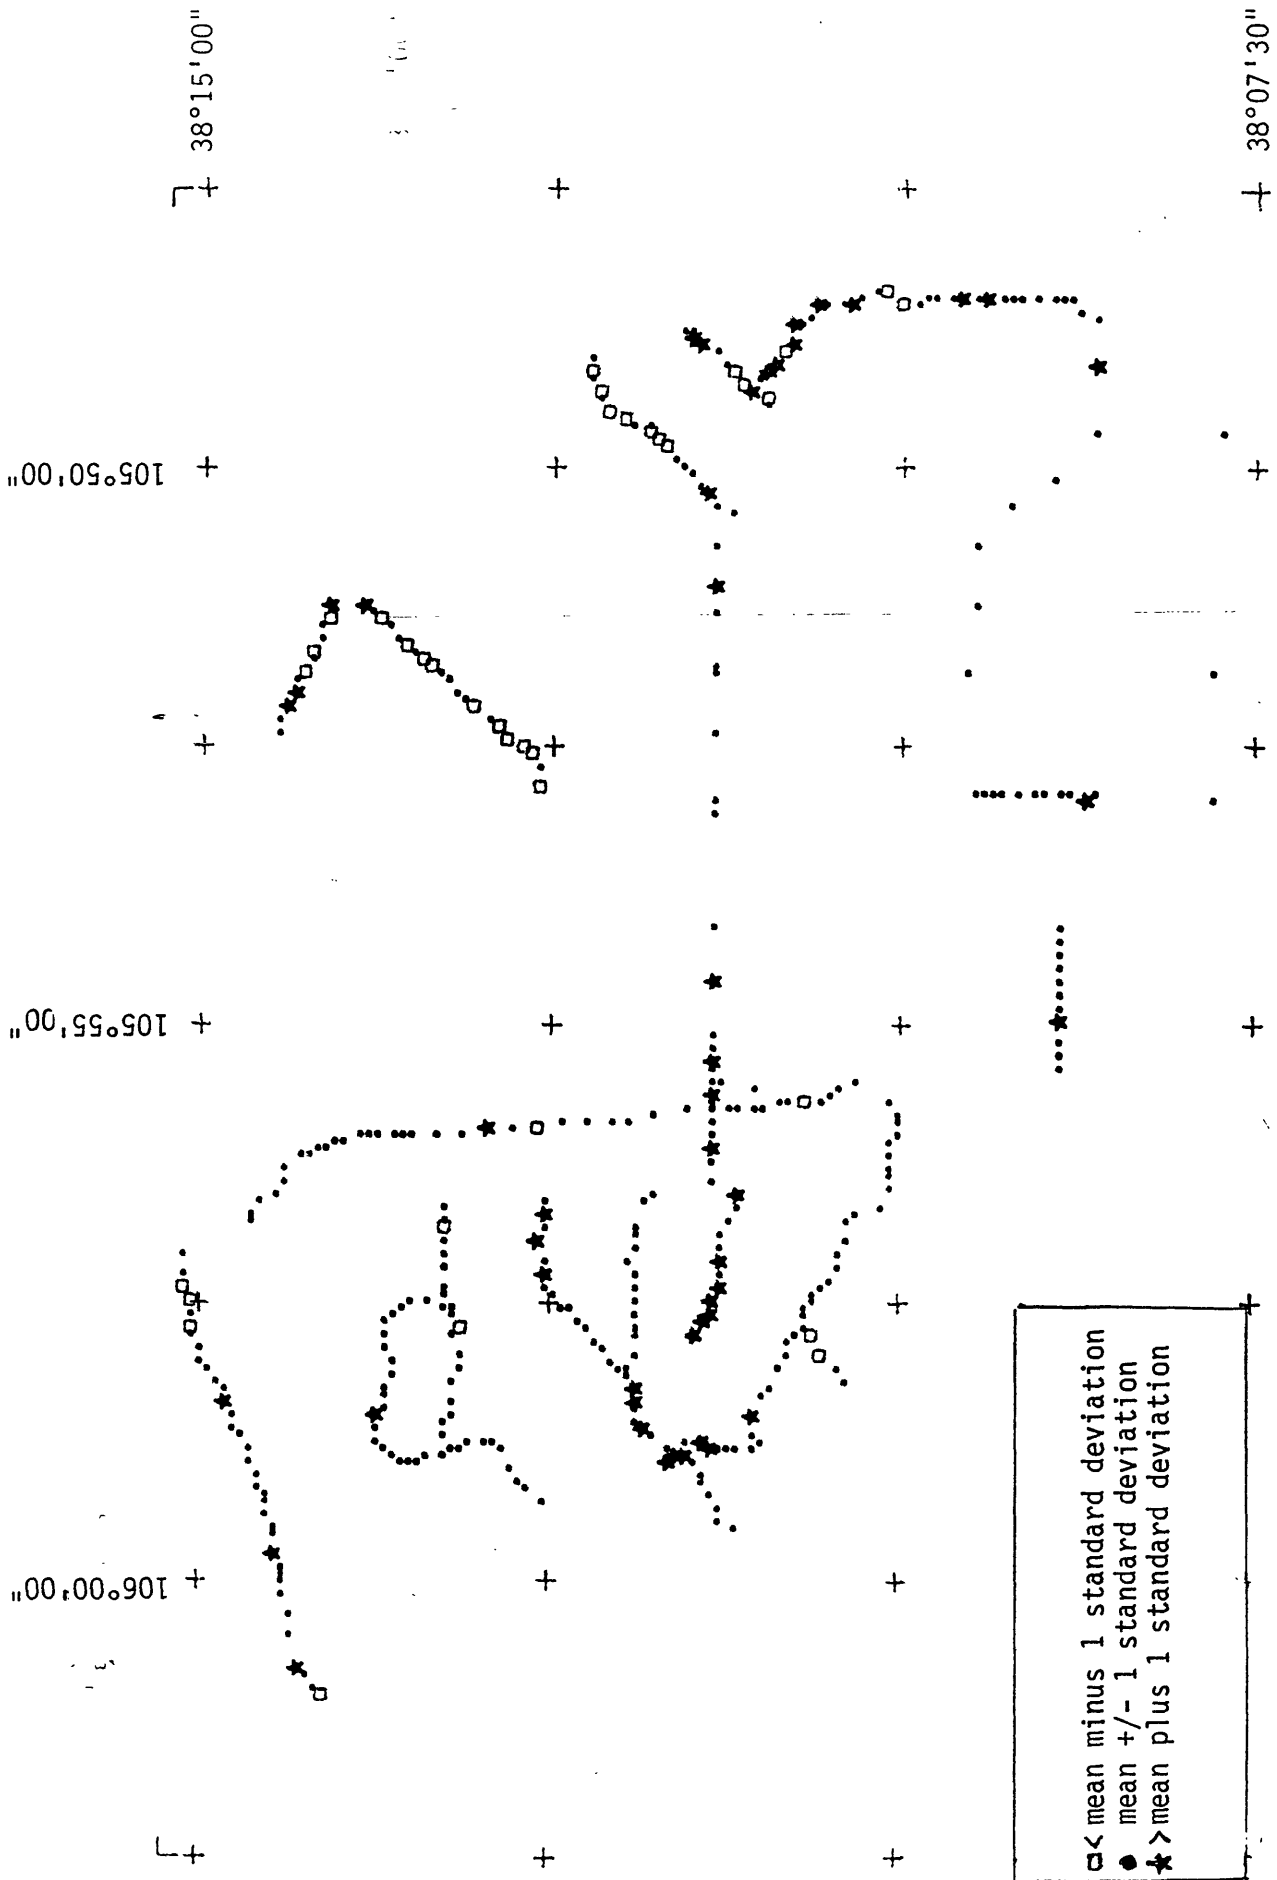 38°15'00"
38°07'30"
105°50'00"
105°55'00"
106°00'00"
□< mean minus 1 standard deviation
● mean +/- 1 standard deviation
★ >mean plus 1 standard deviation